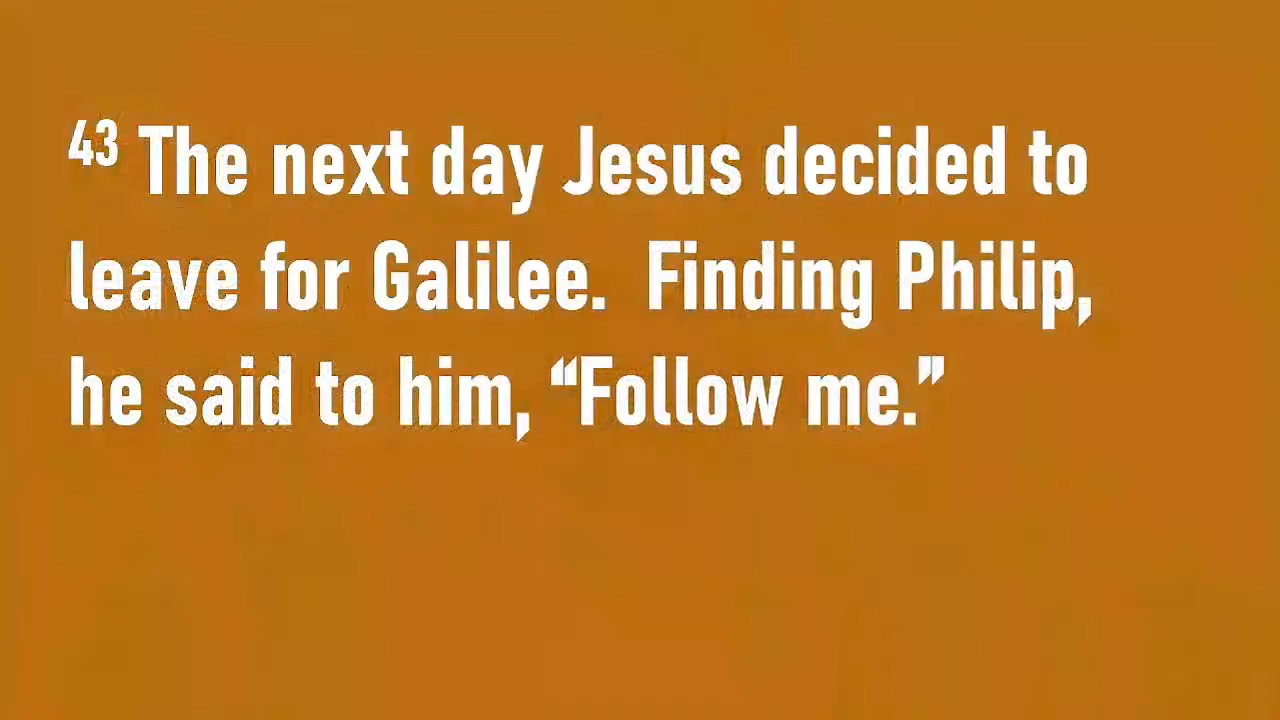 43 The next day Jesus decided to
leave for Galilee.  Finding Philip,
he said to him, “Follow me.”